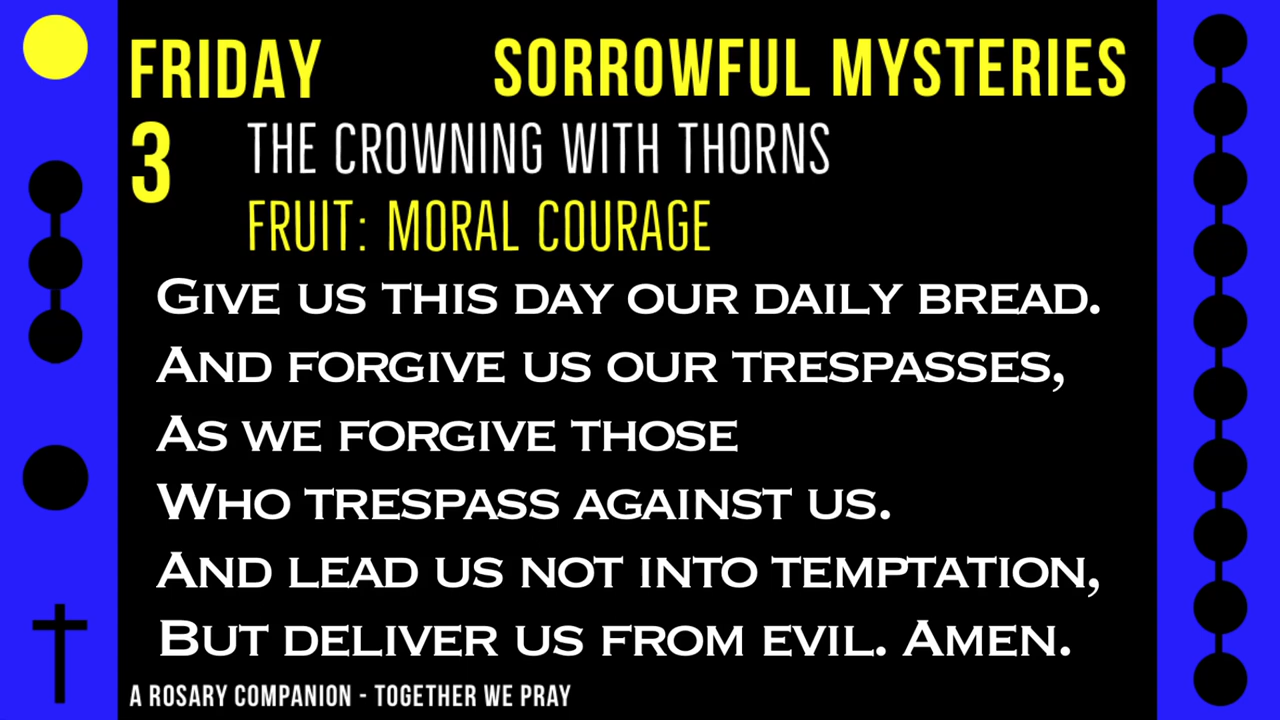 FRIDAY SORROWFUL MYSTERIES
3 THE CROWNING WITH THORNS
FRUIT: MORAL COURAGE
GIVE US THIS DAY OUR DAILY BREAD.
AND FORGIVE US OUR TRESPASSES,
AS WE FORGIVE THOSE
WHO TRESPASS AGAINST US.
AND LEAD US NOT INTO TEMPTATION,
BUT DELIVER US FROM EVIL. AMEN.
A ROSARY COMPANION - TOGETHER WE PRAY